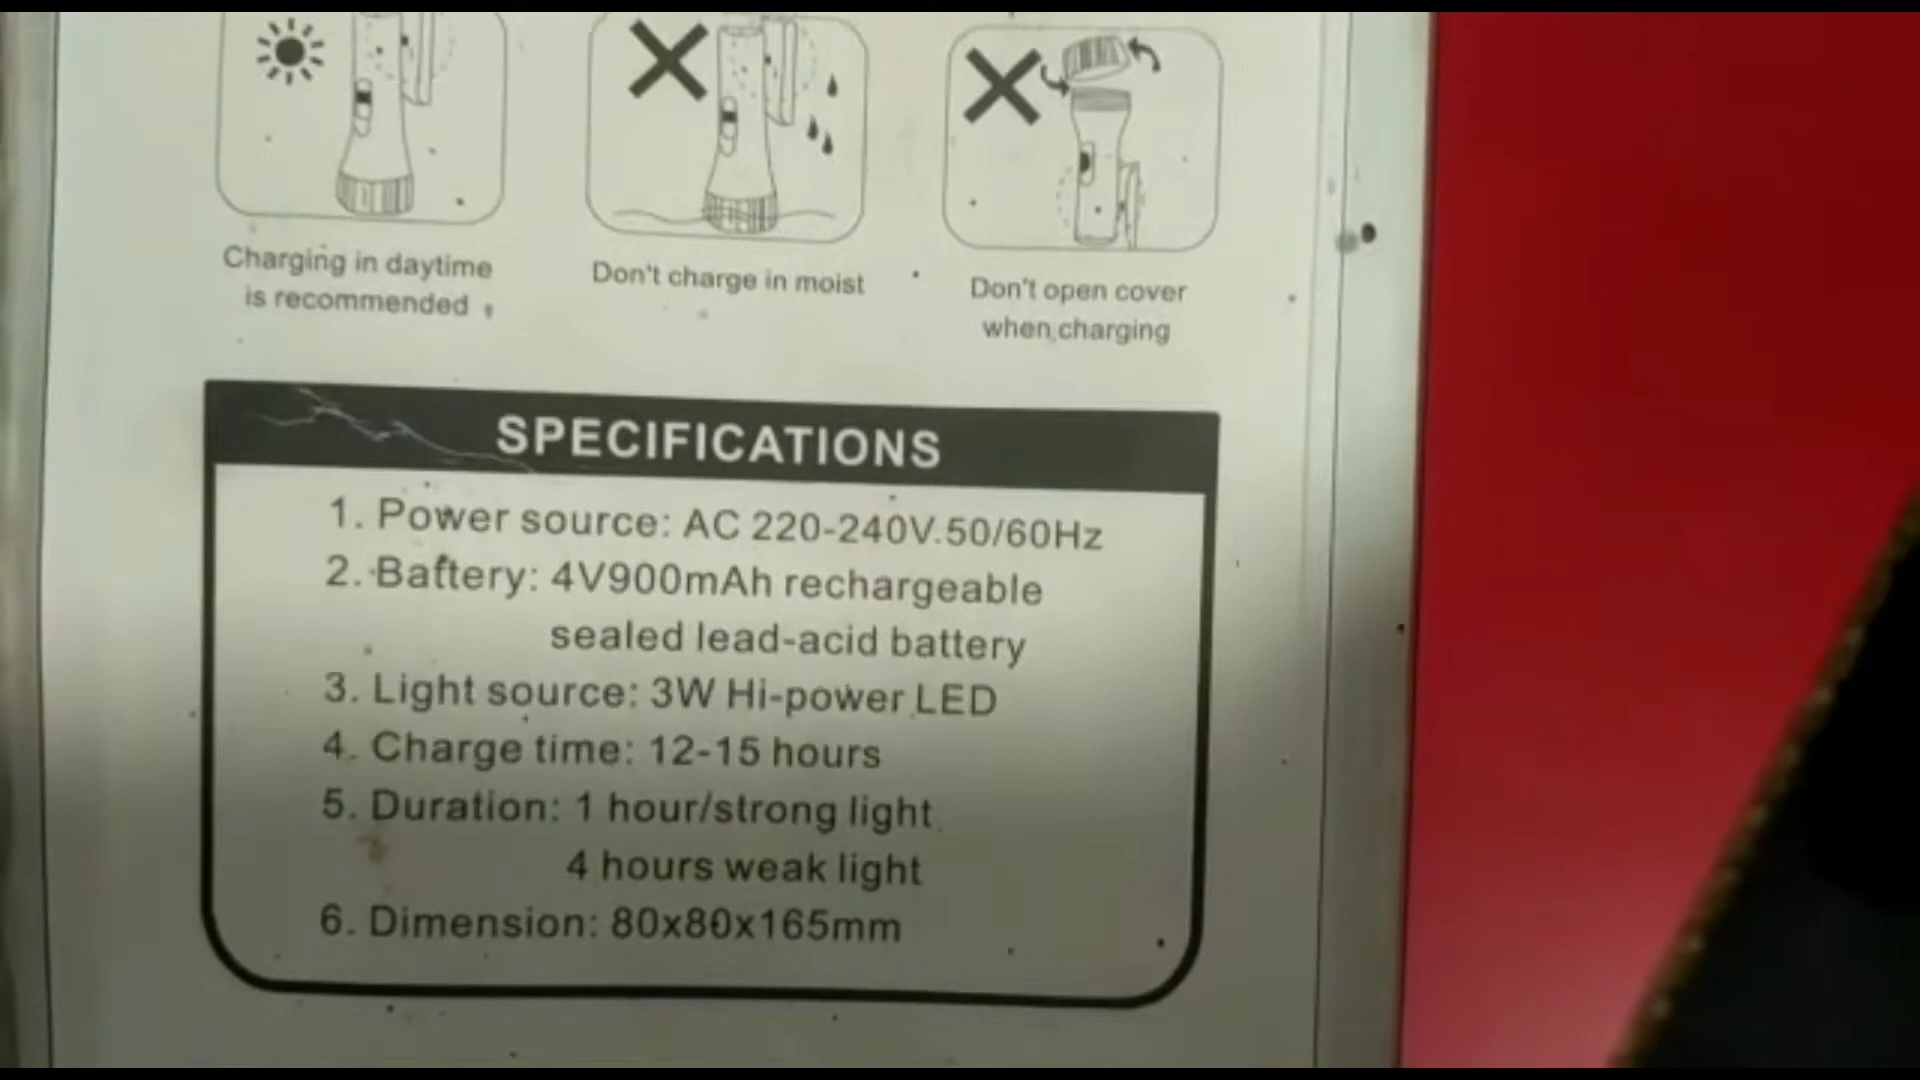 Charging in daytime
is recommended
Don't charge in moist
Don't open cover
when charging
SPECIFICATIONS
1. Power source: AC 220-240V.50/60Hz
2. Battery: 4V900mAh rechargeable
sealed lead-acid battery
3. Light source: 3W Hi-power LED
4. Charge time: 12-15 hours
5. Duration: 1 hour/strong light
4 hours weak light
6. Dimension: 80x80x165mm